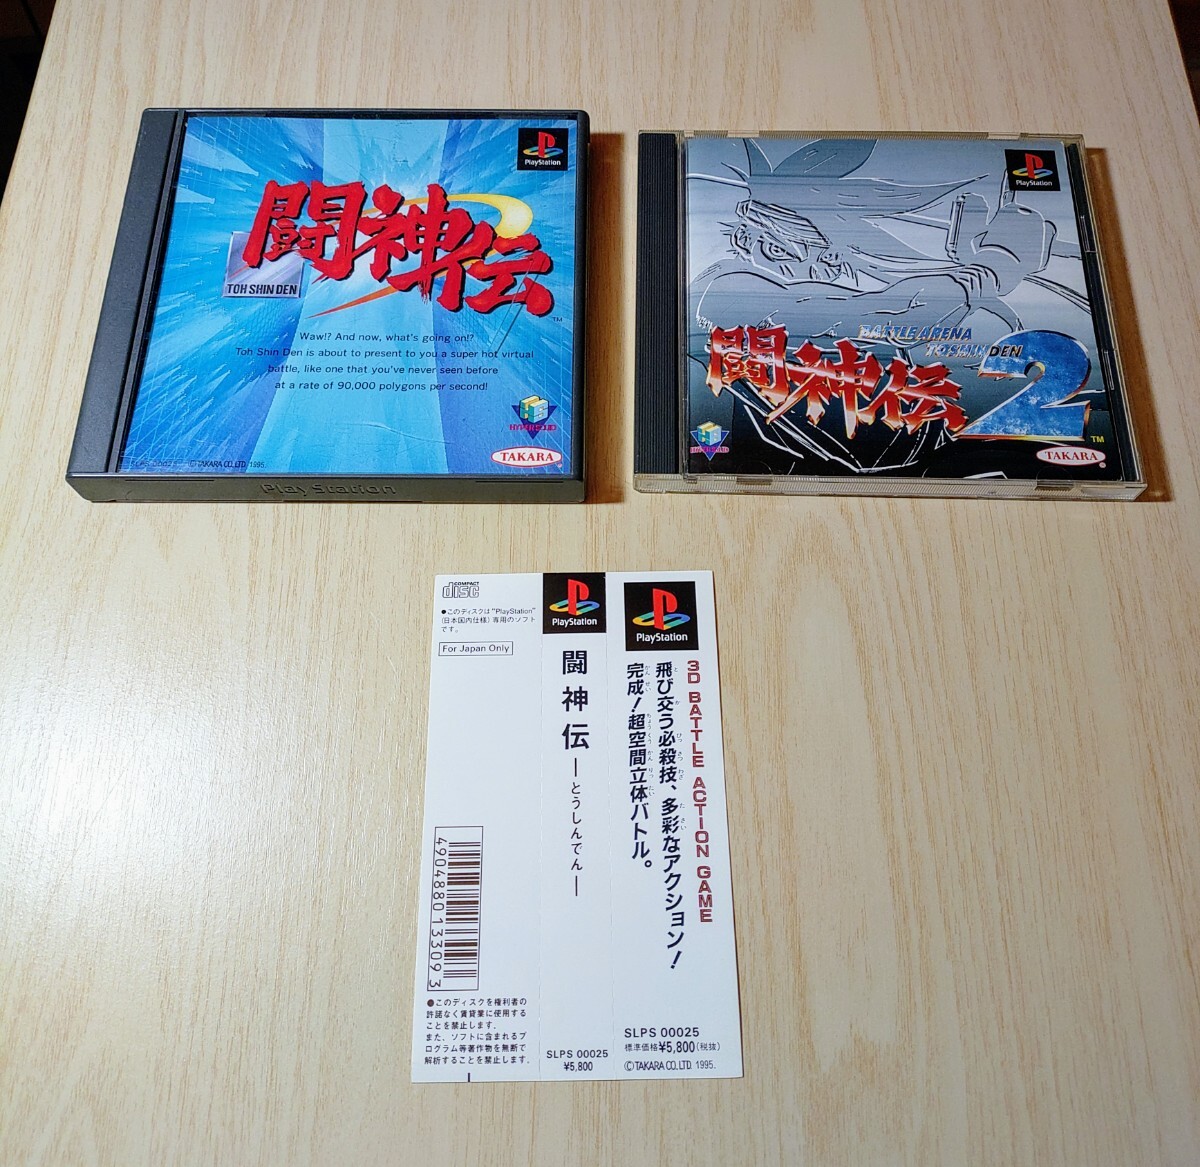 PlayStation
闘神伝
TOH SHIN DEN
TM
Waw!? And now, what's going on!?
Toh Shin Den is about to present to you a super hot virtual
battle, like one that you've never seen before
at a rate of 90,000 polygons per second!
TAKARA
SLPS 00025
©TAKARA CO.,LTD. 1995
PlayStation
PlayStation
BATTLE ARENA
TOSHINDEN
闘神伝2
TM
TAKARA
COMPACT
disc
●このディスクは"PlayStation"
(日本国内仕様)専用のソフト
です。
For Japan Only
4904880133093
●このディスクを権利者の
許諾なく賃貸業に使用する
ことを禁止します。
また、ソフトに含まれるプ
ログラム等著作物を無断で
解析することを禁止します。
PlayStation
闘神伝—とうしんでん—
SLPS 00025
¥5,800
PlayStation
3D BATTLE ACTION GAME
飛び交う必殺技、多彩なアクション!
完成!超空間立体バトル。
SLPS 00025
標準価格¥5,800(税抜)
©TAKARA CO.,LTD. 1995.